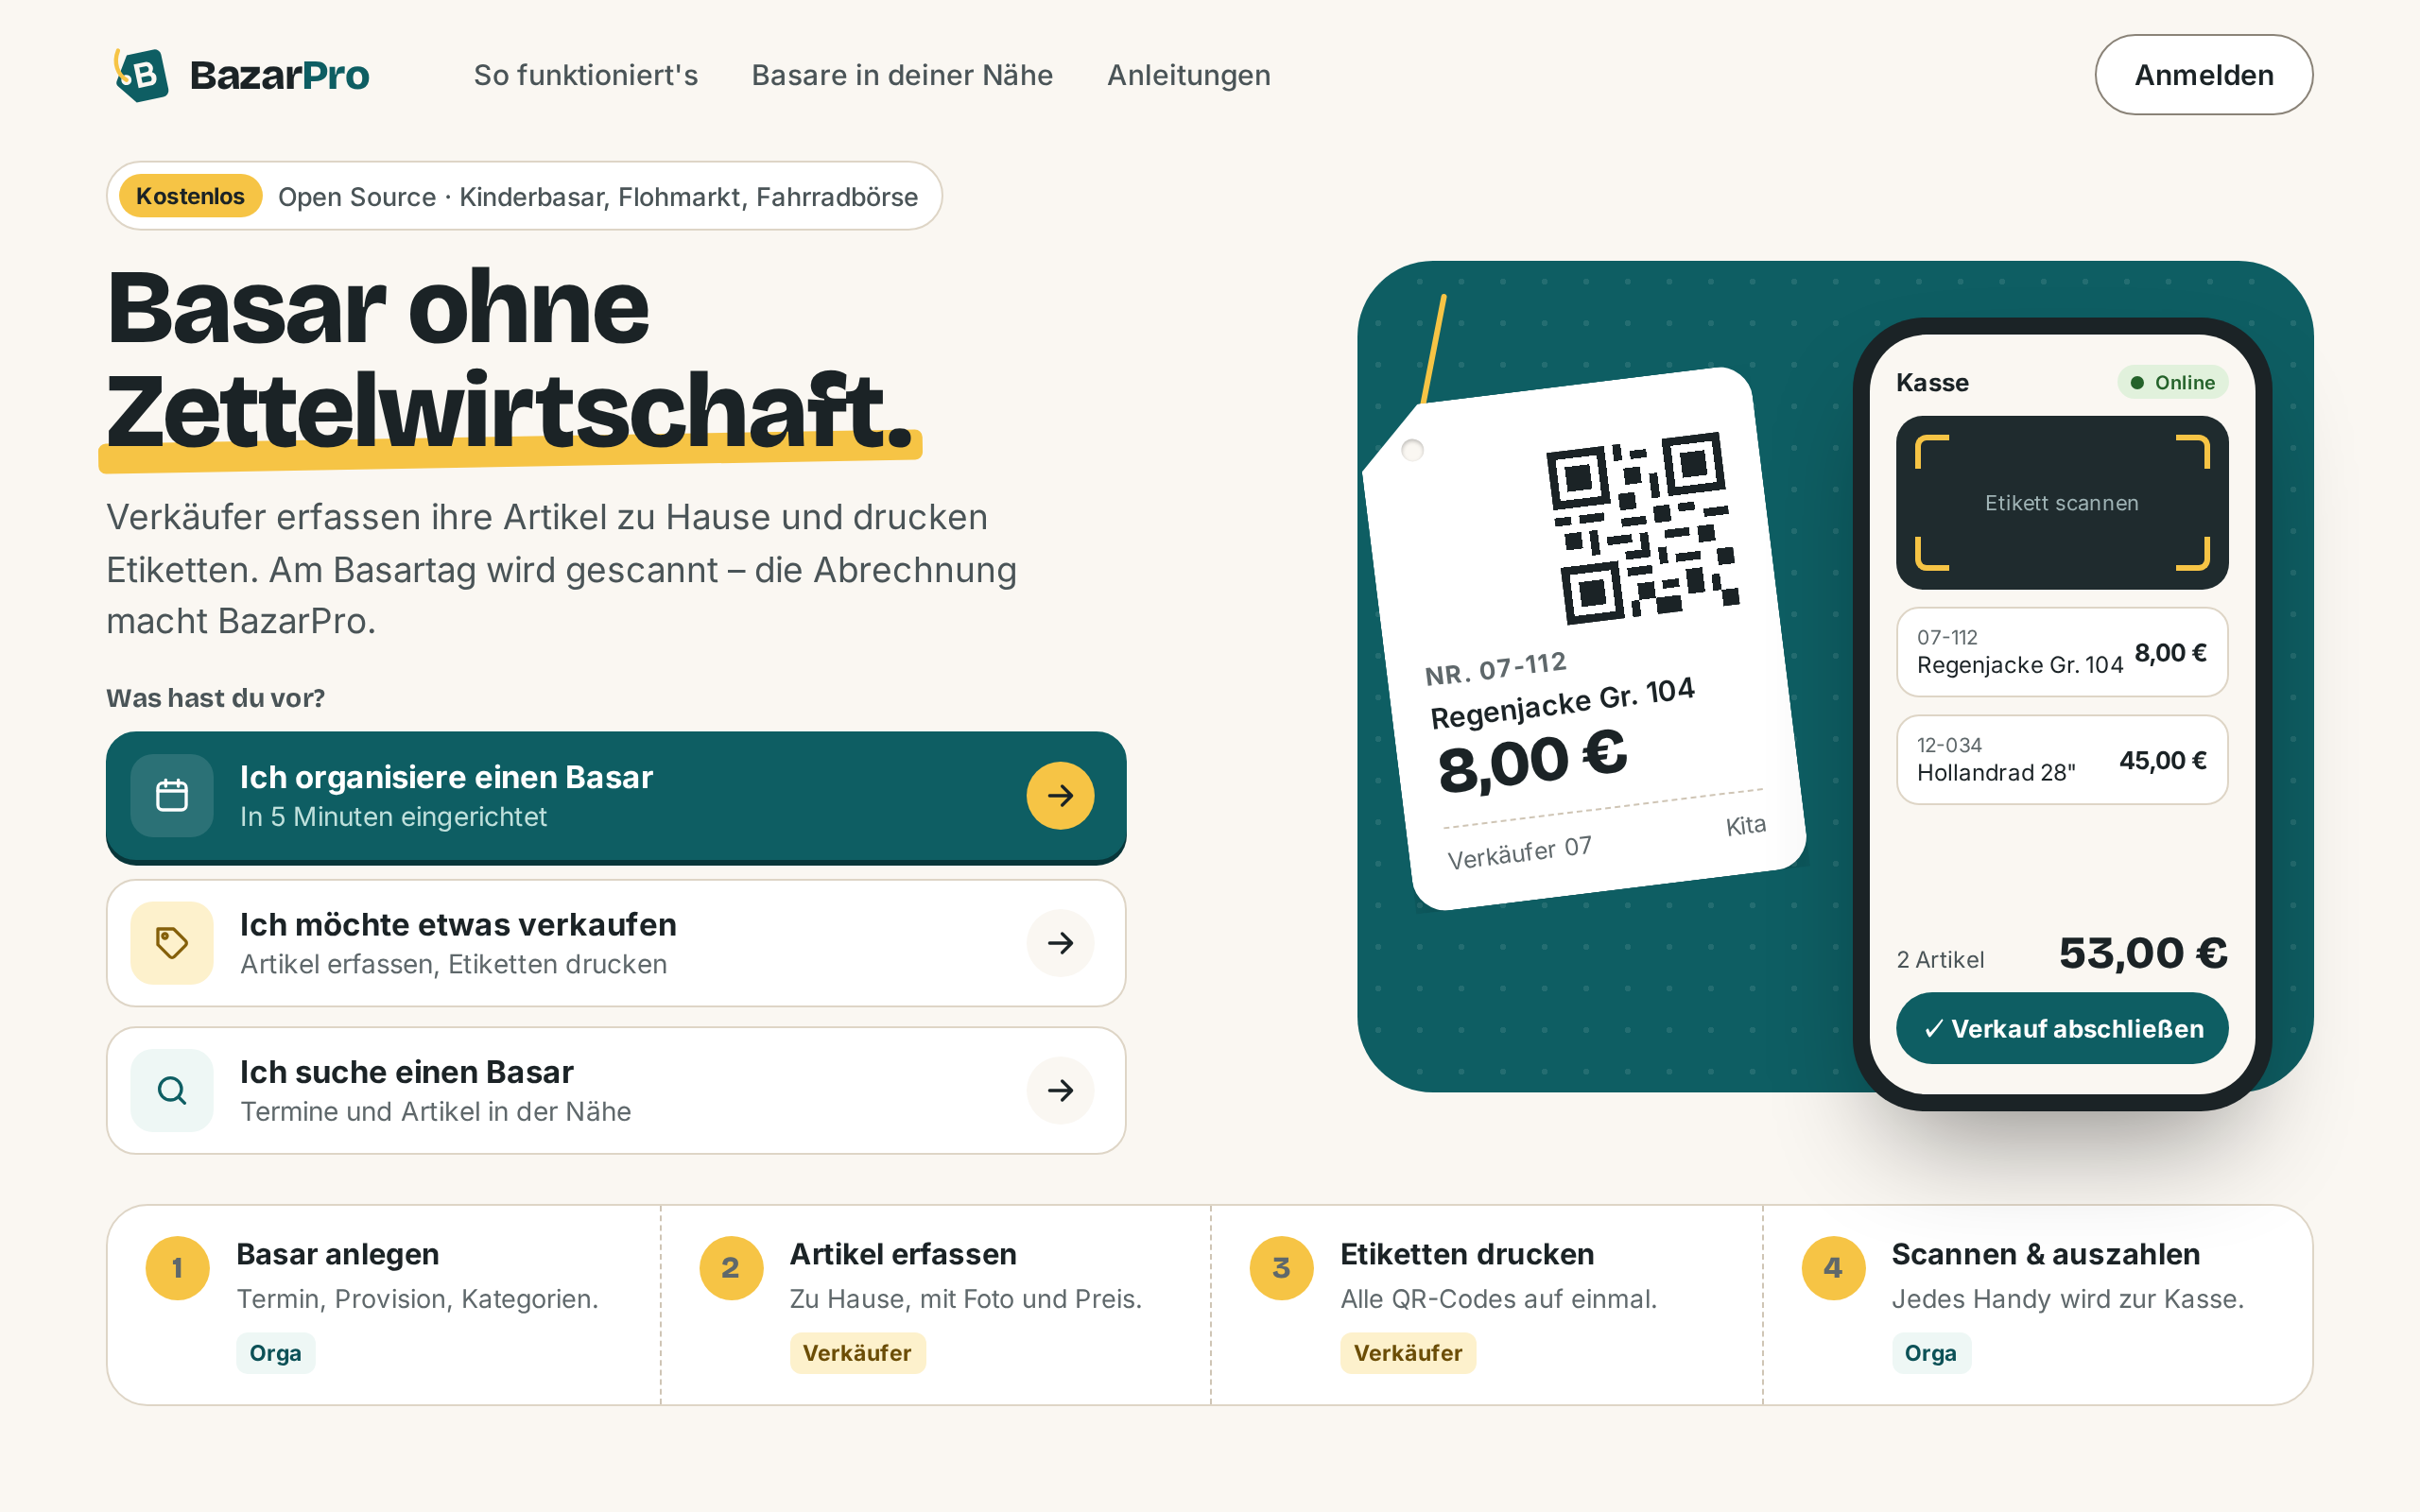 B BazarPro
So funktioniert's
Basare in deiner Nähe
Anleitungen
Anmelden
Kostenlos
Open Source · Kinderbasar, Flohmarkt, Fahrradbörse
Basar ohne
Zettelwirtschaft.
Verkäufer erfassen ihre Artikel zu Hause und drucken
Etiketten. Am Basartag wird gescannt – die Abrechnung
macht BazarPro.
Was hast du vor?
Ich organisiere einen Basar
In 5 Minuten eingerichtet
Ich möchte etwas verkaufen
Artikel erfassen, Etiketten drucken
Ich suche einen Basar
Termine und Artikel in der Nähe
NR. 07-112
Regenjacke Gr. 104
8,00 €
Verkäufer 07
Kita
Kasse
Online
Etikett scannen
07-112
Regenjacke Gr. 104
8,00 €
12-034
Hollandrad 28"
45,00 €
2 Artikel
53,00 €
✓ Verkauf abschließen
1
Basar anlegen
Termin, Provision, Kategorien.
Orga
2
Artikel erfassen
Zu Hause, mit Foto und Preis.
Verkäufer
3
Etiketten drucken
Alle QR-Codes auf einmal.
Verkäufer
4
Scannen & auszahlen
Jedes Handy wird zur Kasse.
Orga